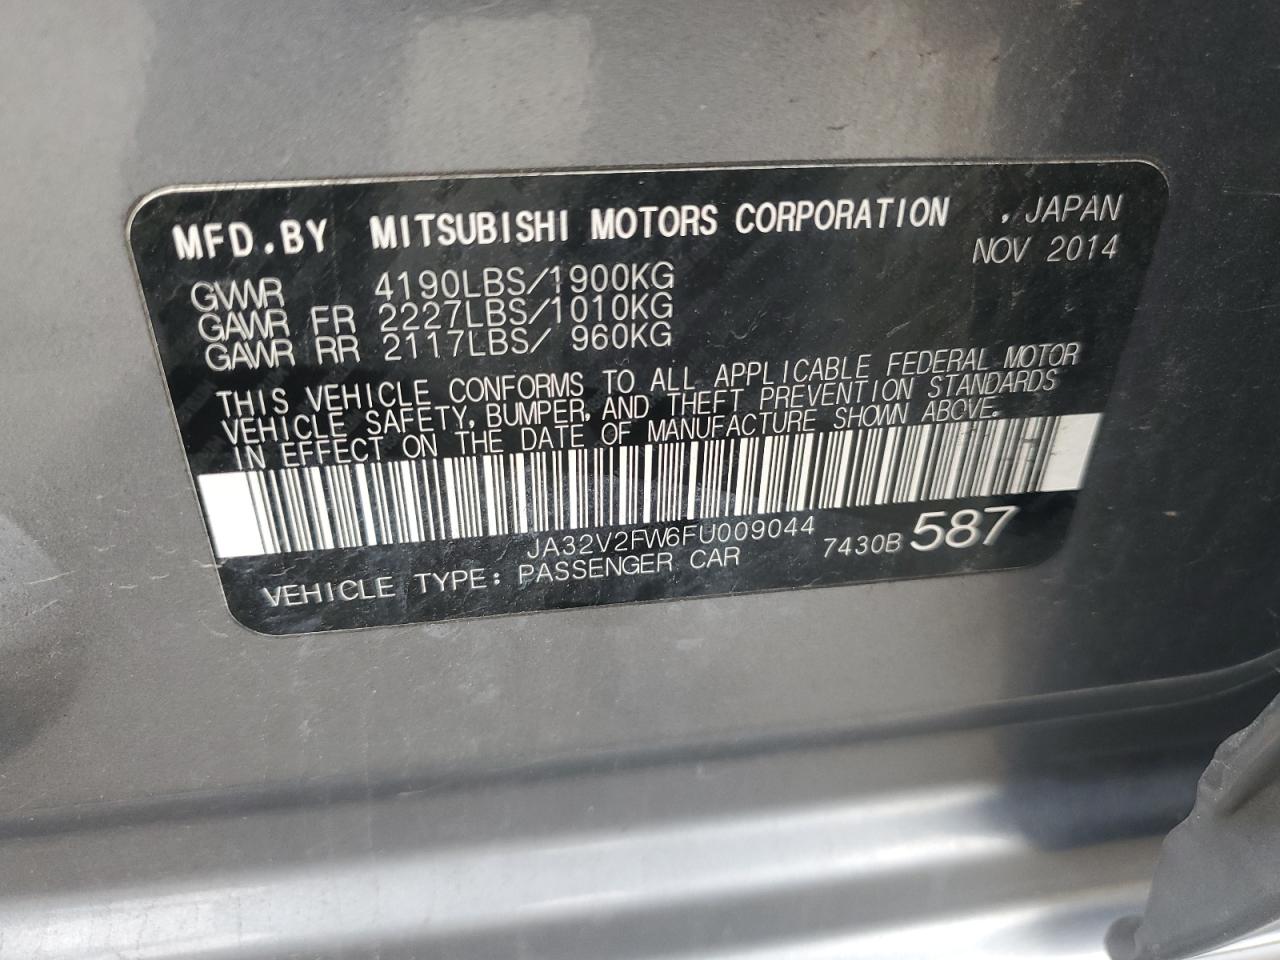 MFD.BY MITSUBISHI MOTORS CORPORATION , JAPAN
NOV 2014
GVWR 4190LBS/1900KG
GAWR FR 2227LBS/1010KG
GAWR RR 2117LBS/ 960KG
THIS VEHICLE CONFORMS TO ALL APPLICABLE FEDERAL MOTOR
VEHICLE SAFETY, BUMPER, AND THEFT PREVENTION STANDARDS
IN EFFECT ON THE DATE OF MANUFACTURE SHOWN ABOVE.
JA32V2FW6FU009044
VEHICLE TYPE: PASSENGER CAR 7430B 587